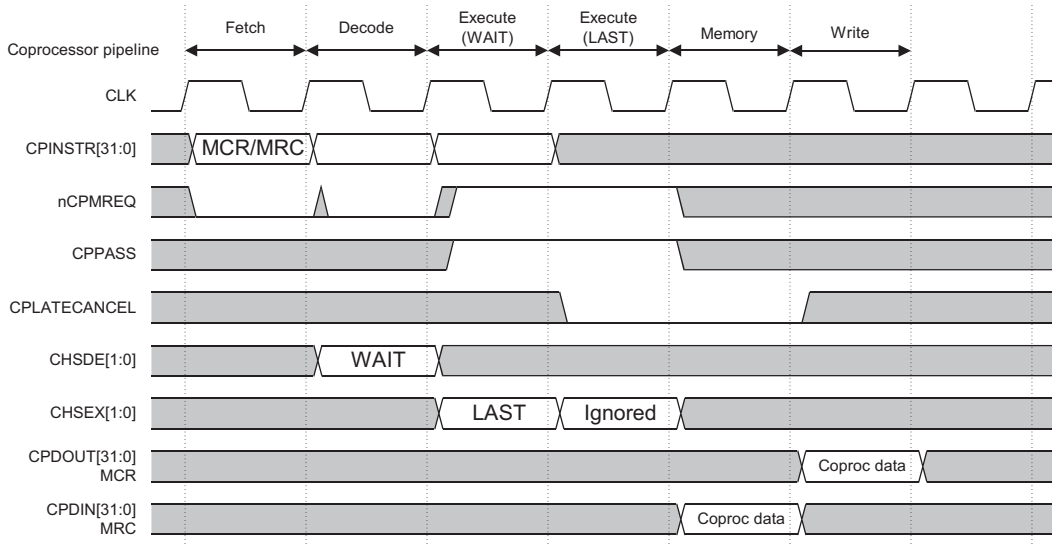 Coprocessor pipeline
Fetch
Decode
Execute
(WAIT)
Execute
(LAST)
Memory
Write
CLK
CPINSTR[31:0]
MCR/MRC
nCPMREQ
CPPASS
CPLATECANCEL
CHSDE[1:0]
WAIT
CHSEX[1:0]
LAST
Ignored
CPDOUT[31:0]
MCR
Coproc data
CPDIN[31:0]
MRC
Coproc data